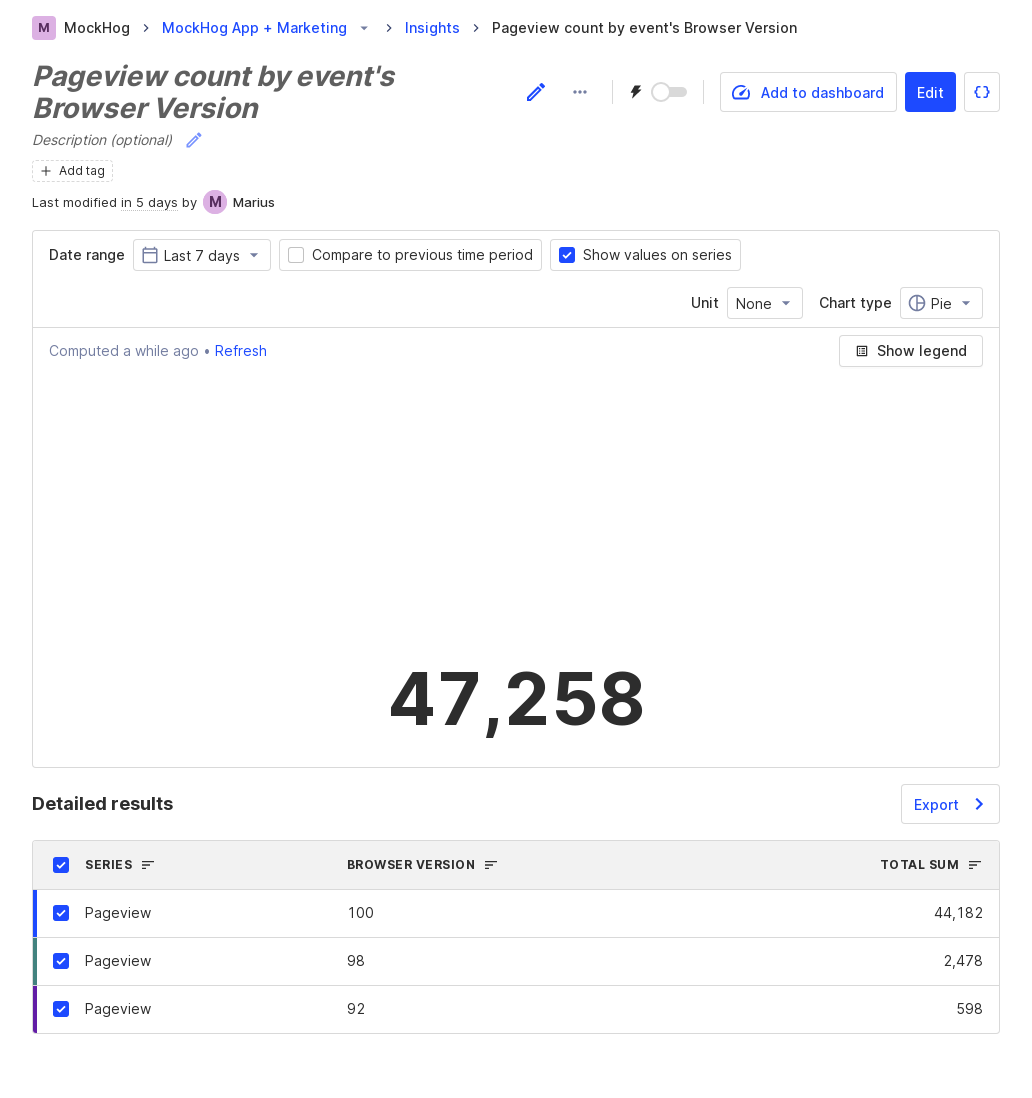 M MockHog > MockHog App + Marketing > Insights > Pageview count by event's Browser Version
Pageview count by event's
Browser Version
Add to dashboard
Edit
Description (optional)
+ Add tag
Last modified in 5 days by M Marius
Date range Last 7 days Compare to previous time period Show values on series
Unit None Chart type Pie
Computed a while ago • Refresh Show legend
47,258
Detailed results Export
SERIES BROWSER VERSION TOTAL SUM
Pageview 100 44,182
Pageview 98 2,478
Pageview 92 598